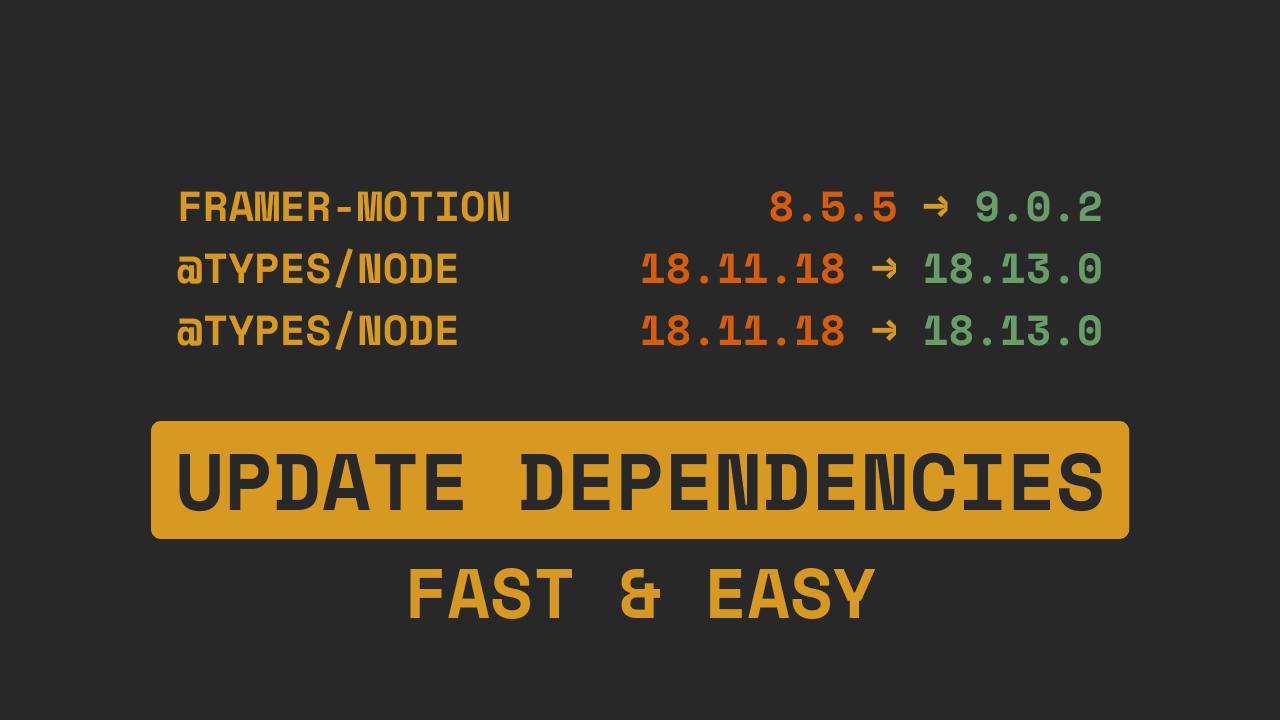 FRAMER-MOTION 8.5.5 → 9.0.2
@TYPES/NODE 18.11.18 → 18.13.0
@TYPES/NODE 18.11.18 → 18.13.0
UPDATE DEPENDENCIES
FAST & EASY